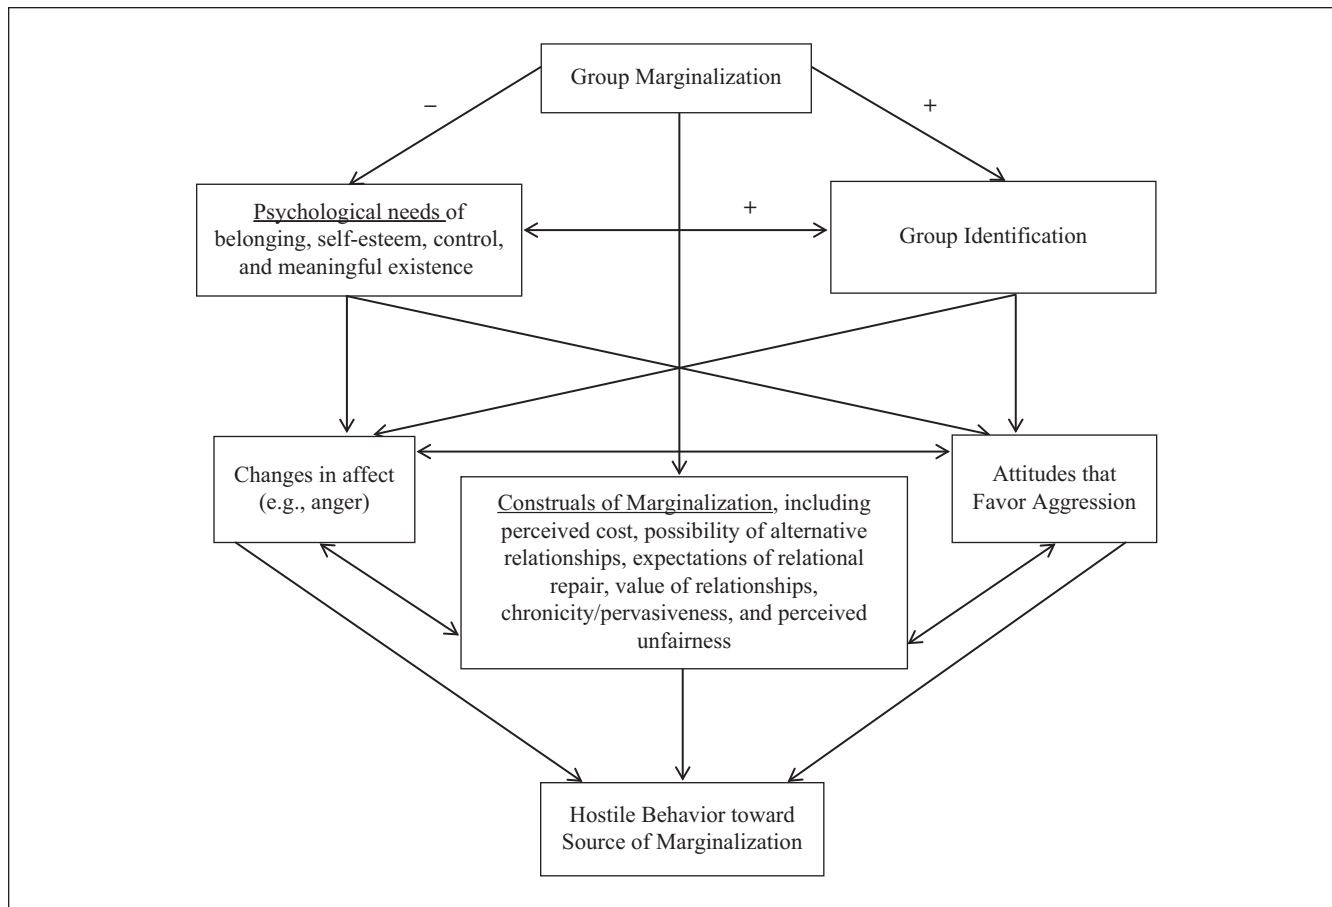 Group Marginalization
–
+
Psychological needs of
belonging, self-esteem, control,
and meaningful existence
+
Group Identification
Changes in affect
(e.g., anger)
Construals of Marginalization, including
perceived cost, possibility of alternative
relationships, expectations of relational
repair, value of relationships,
chronicity/pervasiveness, and perceived
unfairness
Attitudes that
Favor Aggression
Hostile Behavior toward
Source of Marginalization